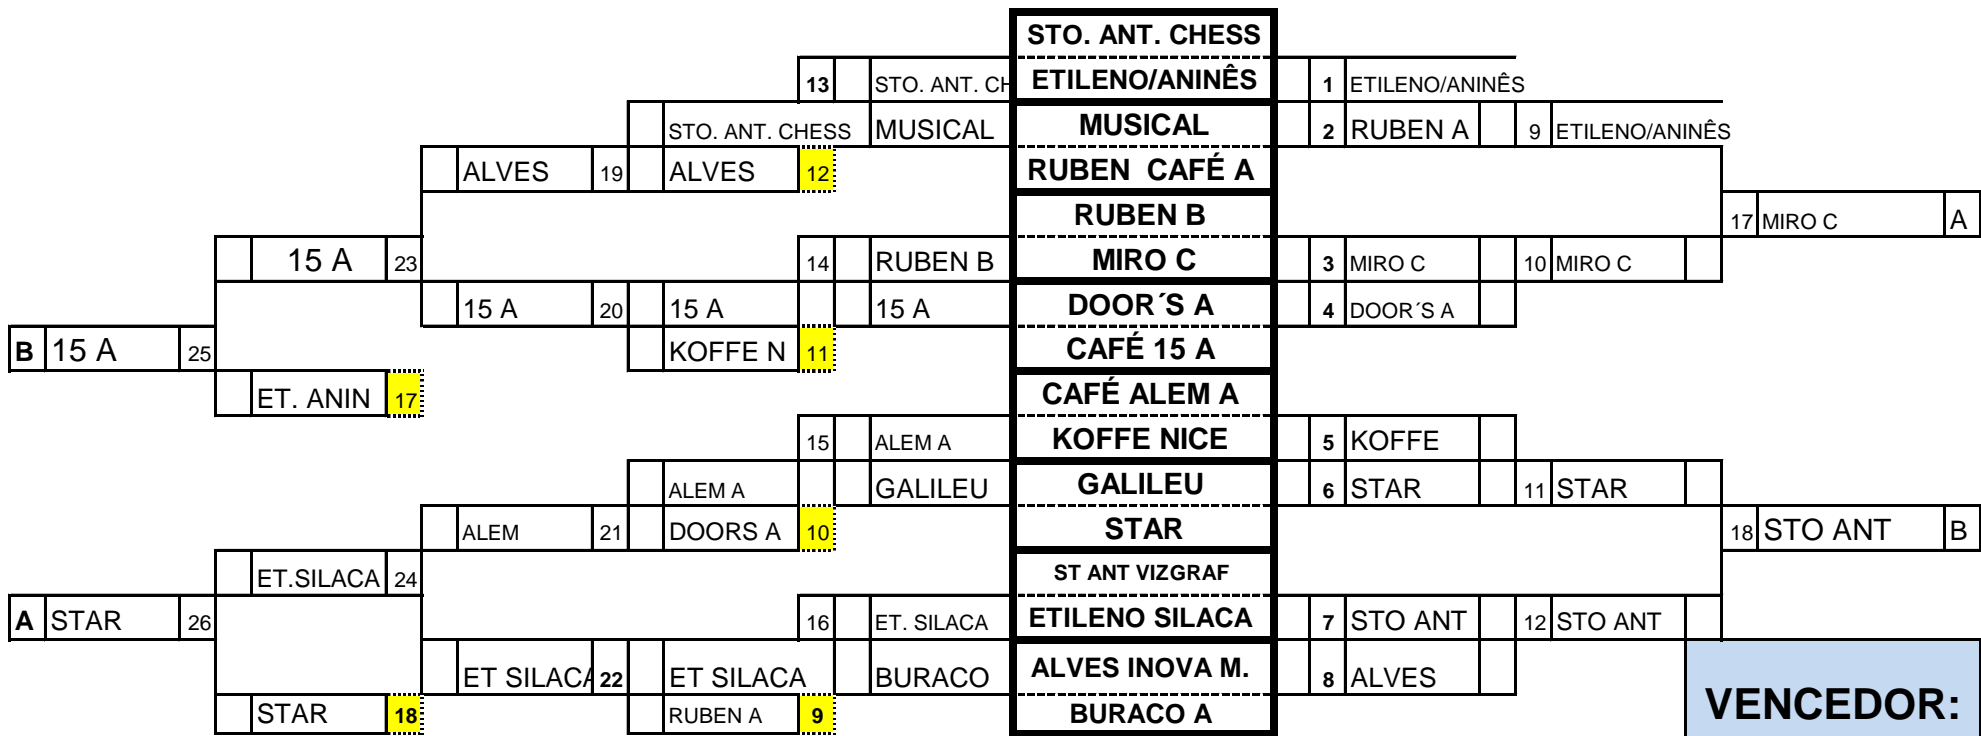 STO. ANT. CHESS
13 STO. ANT. CH ETILENO/ANINÊS 1 ETILENO/ANINÊS
STO. ANT. CHESS MUSICAL MUSICAL 2 RUBEN A 9 ETILENO/ANINÊS
ALVES 19 ALVES 12 RUBEN CAFÉ A
RUBEN B 17 MIRO C A
15 A 23 14 RUBEN B MIRO C 3 MIRO C 10 MIRO C
15 A 20 15 A 15 A DOOR´S A 4 DOOR´S A
B 15 A 25 KOFFE N 11 CAFÉ 15 A
ET. ANIN 17 CAFÉ ALEM A
15 ALEM A KOFFE NICE 5 KOFFE
ALEM A GALILEU GALILEU 6 STAR 11 STAR
ALEM 21 DOORS A 10 STAR 18 STO ANT B
ET.SILACA 24 ST ANT VIZGRAF
A STAR 26 16 ET. SILACA ETILENO SILACA 7 STO ANT 12 STO ANT
ET SILACA 22 ET SILACA BURACO ALVES INOVA M. 8 ALVES
STAR 18 RUBEN A 9 BURACO A VENCEDOR: